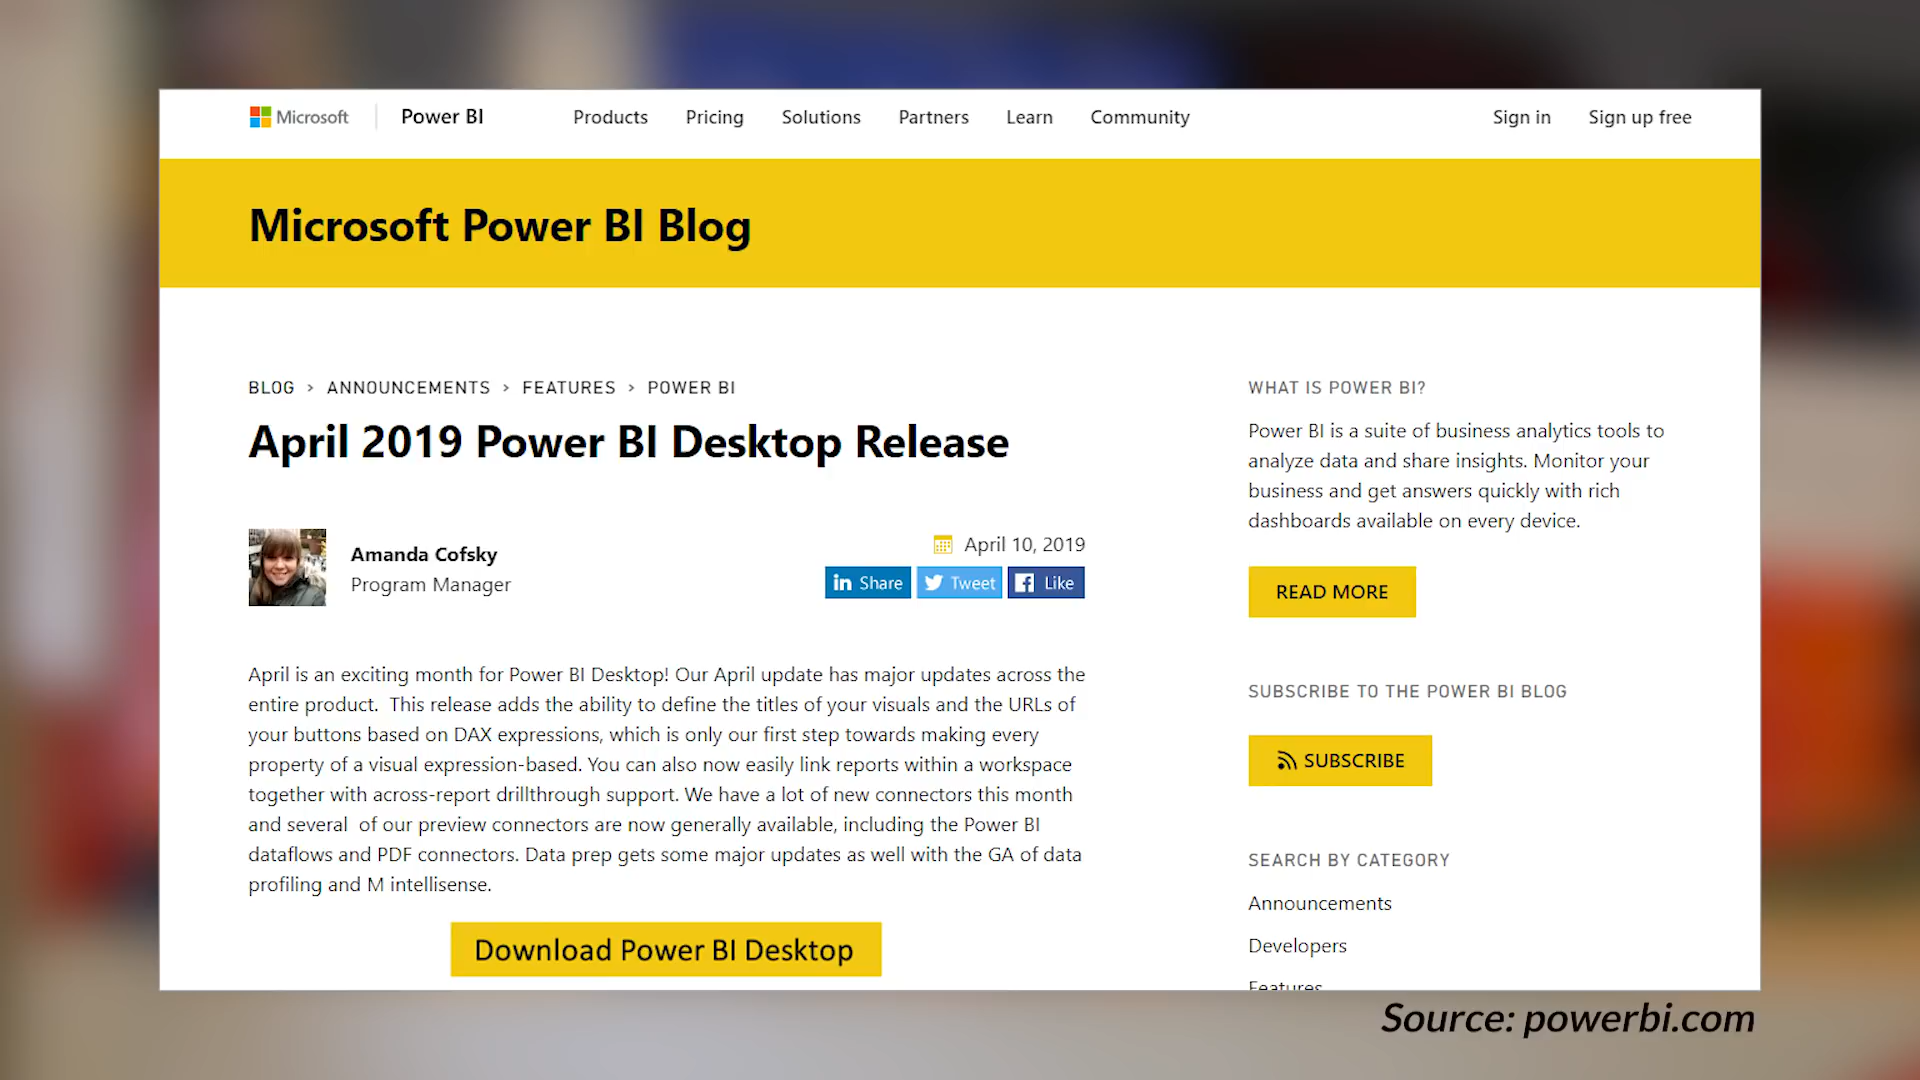 Microsoft Power BI Products Pricing Solutions Partners Learn Community Sign in Sign up free
Microsoft Power BI Blog
BLOG > ANNOUNCEMENTS > FEATURES > POWER BI
April 2019 Power BI Desktop Release
Amanda Cofsky
Program Manager
April 10, 2019
in Share Tweet Like
April is an exciting month for Power BI Desktop! Our April update has major updates across the
entire product.  This release adds the ability to define the titles of your visuals and the URLs of
your buttons based on DAX expressions, which is only our first step towards making every
property of a visual expression-based. You can also now easily link reports within a workspace
together with across-report drillthrough support. We have a lot of new connectors this month
and several  of our preview connectors are now generally available, including the Power BI
dataflows and PDF connectors. Data prep gets some major updates as well with the GA of data
profiling and M intellisense.
Download Power BI Desktop
WHAT IS POWER BI?
Power BI is a suite of business analytics tools to
analyze data and share insights. Monitor your
business and get answers quickly with rich
dashboards available on every device.
READ MORE
SUBSCRIBE TO THE POWER BI BLOG
SUBSCRIBE
SEARCH BY CATEGORY
Announcements
Developers
Features
Source: powerbi.com